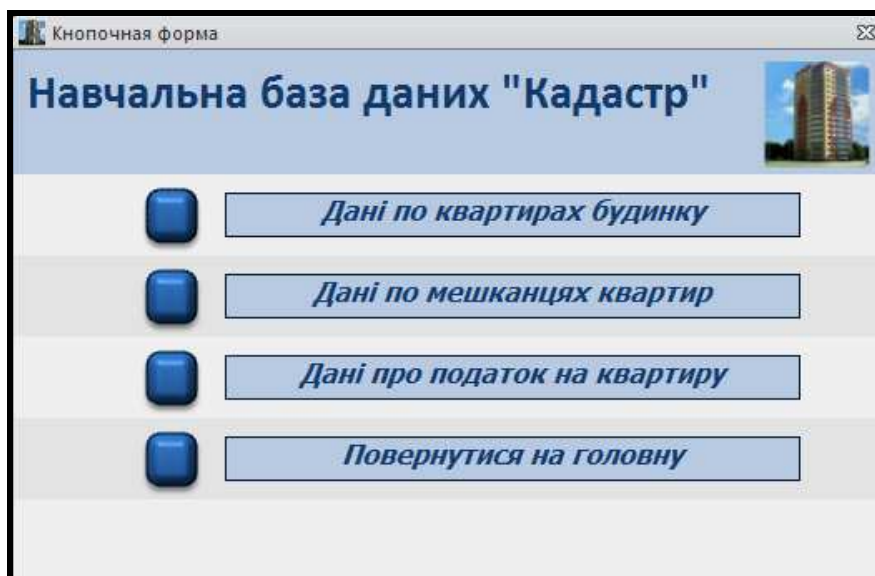 Кнопочная форма
Навчальна база даних "Кадастр"
Дані по квартирах будинку
Дані по мешканцях квартир
Дані про податок на квартиру
Повернутися на головну